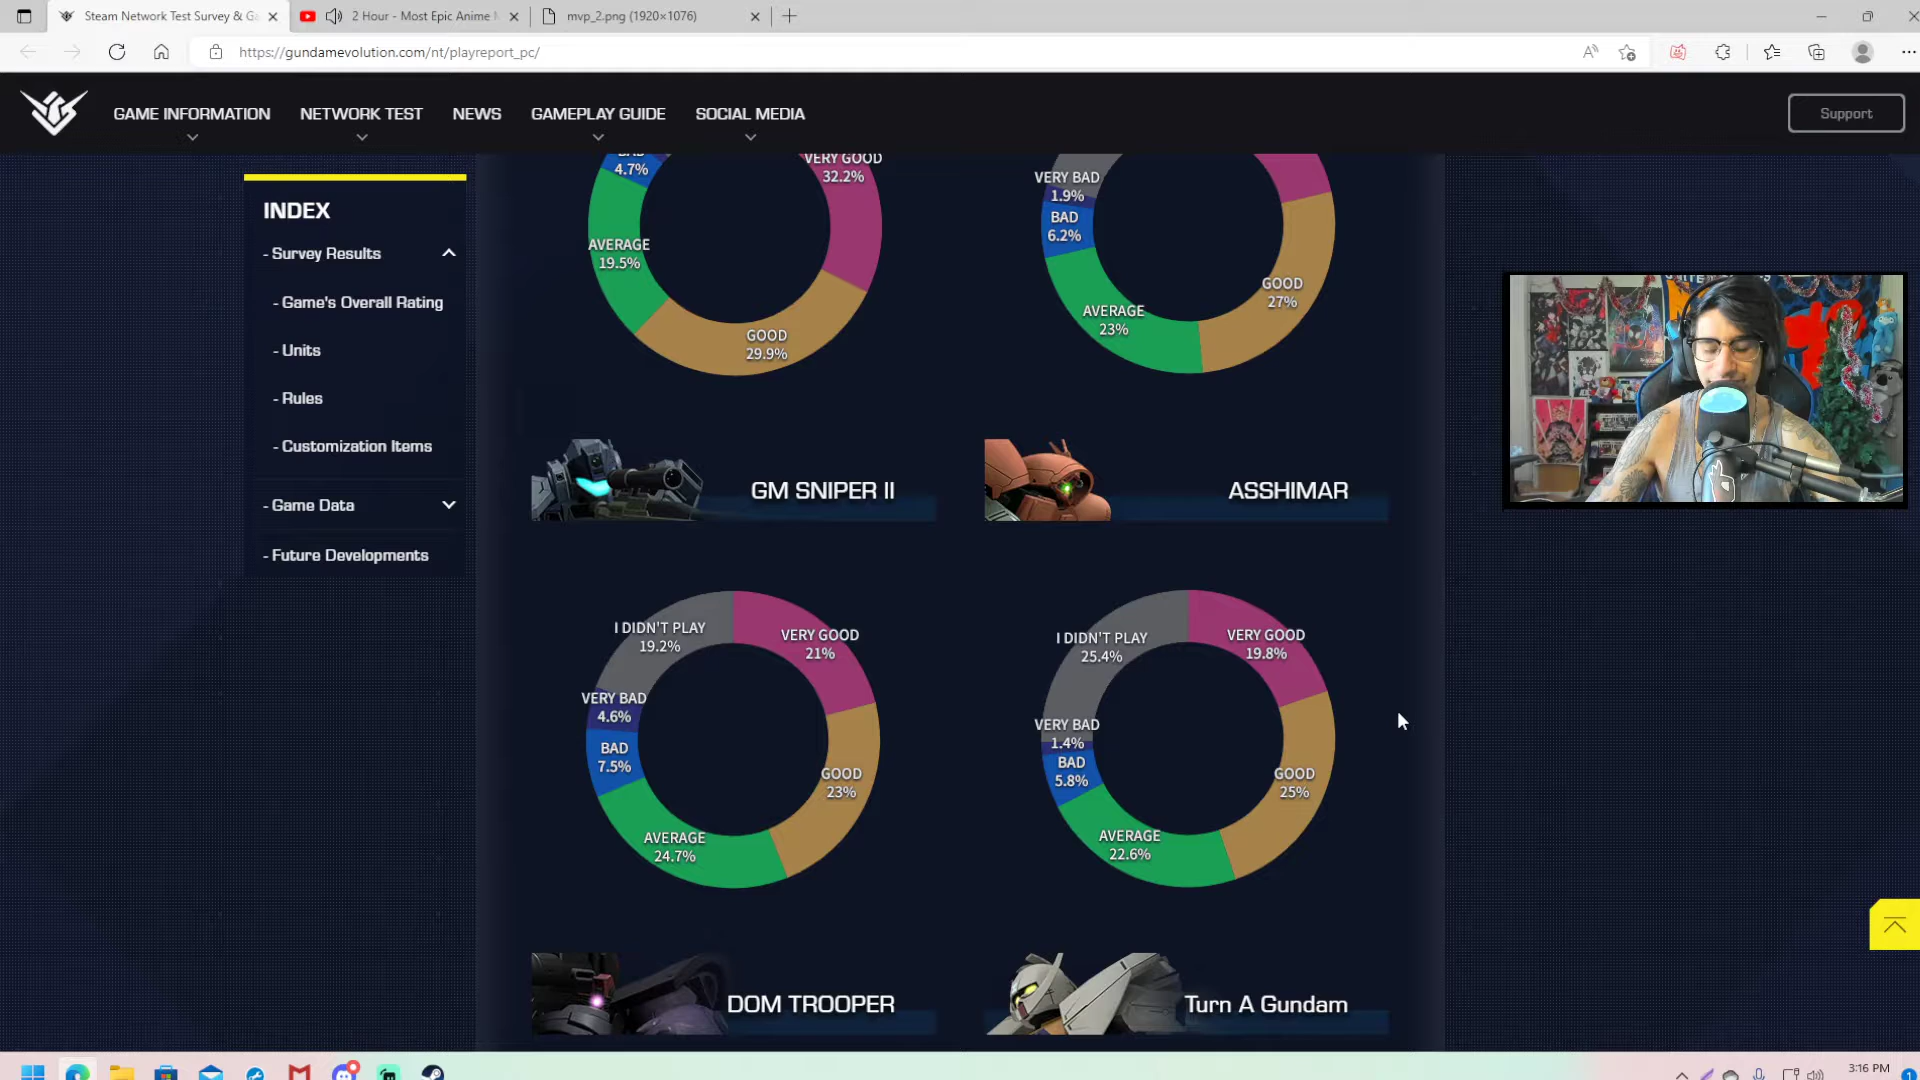 Steam Network Test Survey & Ga
2 Hour - Most Epic Anime M
mvp_2.png (1920×1076)
https://gundamevolution.com/nt/playreport_pc/
GAME INFORMATION
NETWORK TEST
NEWS
GAMEPLAY GUIDE
SOCIAL MEDIA
Support
INDEX
- Survey Results
- Game's Overall Rating
- Units
- Rules
- Customization Items
- Game Data
- Future Developments
BAD
4.7%
VERY GOOD
32.2%
AVERAGE
19.5%
GOOD
29.9%
VERY BAD
1.9%
BAD
6.2%
AVERAGE
23%
GOOD
27%
GM SNIPER II
ASSHIMAR
I DIDN'T PLAY
19.2%
VERY GOOD
21%
VERY BAD
4.6%
BAD
7.5%
AVERAGE
24.7%
GOOD
23%
I DIDN'T PLAY
25.4%
VERY GOOD
19.8%
VERY BAD
1.4%
BAD
5.8%
AVERAGE
22.6%
GOOD
25%
DOM TROOPER
Turn A Gundam
3:16 PM
1